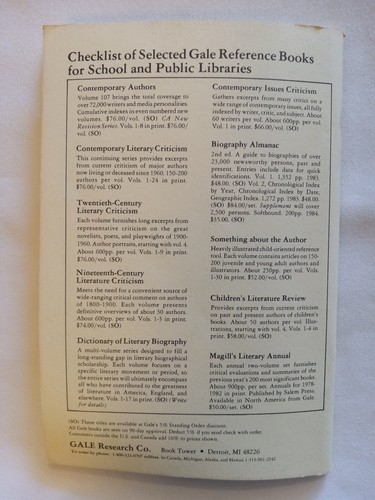 Checklist of Selected Gale Reference Books
for School and Public Libraries
Contemporary Authors
Volume 107 brings the total coverage to
over 72,000 writers and media personalities.
Cumulative indexes in even numbered new
volumes. $76.00/vol. (SO) CA New
Revision Series. Vols. 1-8 in print. $76.00/
vol. (SO)
Contemporary Literary Criticism
This continuing series provides excerpts
from current criticism of major authors
now living or deceased since 1960. 150-200
authors per vol. Vols. 1-24 in print.
$76.00/vol. (SO)
Twentieth-Century
Literary Criticism
Each volume furnishes long excerpts from
representative criticism on the great
novelists, poets, and playwrights of 1900-
1960. Author portraits, starting with vol. 4.
About 600pp. per vol. Vols. 1-9 in print.
$76.00/vol. (SO)
Nineteenth-Century
Literature Criticism
Meets the need for a convenient source of
wide-ranging critical comment on authors
of 1800-1900. Each volume presents
definitive overviews of about 30 authors.
About 600pp. per vol. Vols. 1-3 in print.
$74.00/vol. (SO)
Dictionary of Literary Biography
A multi-volume series designed to fill a
long-standing gap in literary biographical
scholarship. Each volume focuses on a
specific literary movement or period, so
the entire series will ultimately encompass
all who have contributed to the greatness
of literature in America, England, and
elsewhere. Vols. 1-17 in print. (SO) (Write
for details)
Contemporary Issues Criticism
Gathers excerpts from many critics on a
wide range of contemporary issues, all fully
indexed by writer, critic, and subject. About
60 writers per vol. About 600pp. per vol.
Vol. 1 in print. $66.00/vol. (SO)
Biography Almanac
2nd ed. A guide to biographies of over
23,000 newsworthy persons, past and
present. Entries include data for quick
identifications. Vol. 1, 1,352 pp. 1983.
$48.00. (SO) Vol. 2, Chronological Index
by Year, Chronological Index by Date,
Geographic Index. 1,272 pp. 1983. $48.00.
(SO) $84.00/set. Supplement will cover
2,500 persons. Softbound. 200pp. 1984.
$35.00. (SO)
Something about the Author
Heavily illustrated child-oriented reference
tool. Each volume contains articles on 150-
200 juvenile and young adult authors and
illustrators. About 250pp. per vol. Vols.
1-30 in print. $52.00/vol. (SO)
Children's Literature Review
Provides excerpts from current criticism
on past and present authors of children's
books. About 50 authors per vol. Illus-
trations, starting with vol. 4. Vols. 1-4 in
print. $58.00/vol. (SO)
Magill's Literary Annual
Each annual two-volume set furnishes
critical evaluations and summaries of the
previous year's 200 most significant books.
About 900pp. per set. Annuals for 1978-
1982 in print. Published by Salem Press.
Available in North America from Gale
$50.00/set. (SO)
(SO) These titles are available at Gale's 5% Standing Order discount.
All Gale books are sent on 90-day approval. Deduct 5% if you send check with order.
Customers outside the U.S. and Canada add 10% to prices shown.
GALE Research Co. Book Tower • Detroit, MI 48226
To order by phone: 1-800-521-0707 tollfree. In Canada, Michigan, Alaska, and Hawaii: 1-313-961-2242